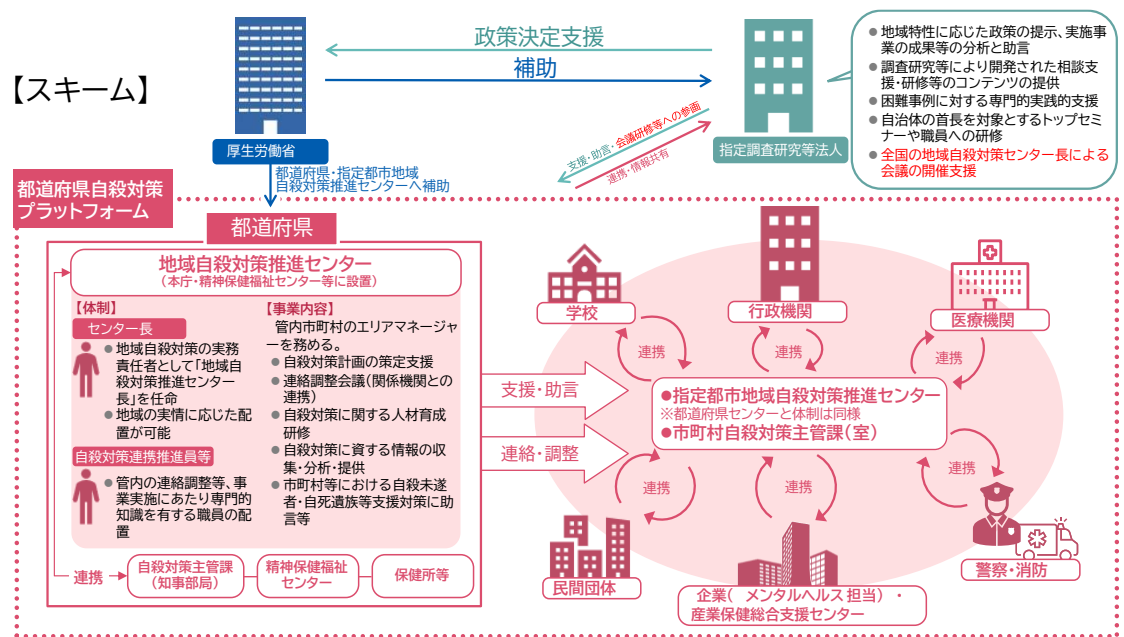 【スキーム】
厚生労働省
政策決定支援
補助
指定調査研究等法人
● 地域特性に応じた政策の提示、実施事
業の成果等の分析と助言
● 調査研究等により開発された相談支
援・研修等のコンテンツの提供
● 困難事例に対する専門的実践的支援
● 自治体の首長を対象とするトップセミ
ナーや職員への研修
● 全国の地域自殺対策センター長による
会議の開催支援
支援・助言・会議研修等への参画
連携・情報共有
都道府県・指定都市地域
自殺対策推進センターへ補助
都道府県自殺対策
プラットフォーム
都道府県
地域自殺対策推進センター
（本庁・精神保健福祉センター等に設置）
【体制】
センター長
● 地域自殺対策の実務
責任者として「地域自
殺対策推進センター
長」を任命
● 地域の実情に応じた配
置が可能
自殺対策連携推進員等
● 管内の連絡調整等、事
業実施にあたり専門的
知識を有する職員の配
置
【事業内容】
管内市町村のエリアマネージャ
ーを務める。
● 自殺対策計画の策定支援
● 連絡調整会議（関係機関との
連携）
● 自殺対策に関する人材育成
研修
● 自殺対策に資する情報の収
集・分析・提供
● 市町村等における自殺未遂
者・自死遺族等支援対策に助
言等
連携
自殺対策主管課
（知事部局）
精神保健福祉
センター
保健所等
支援・助言
連絡・調整
学校
行政機関
医療機関
連携
連携
連携
●指定都市地域自殺対策推進センター
※都道府県センターと体制は同様
●市町村自殺対策主管課（室）
連携
連携
連携
民間団体
企業（　メンタルヘルス担当）・
産業保健総合支援センター
警察・消防